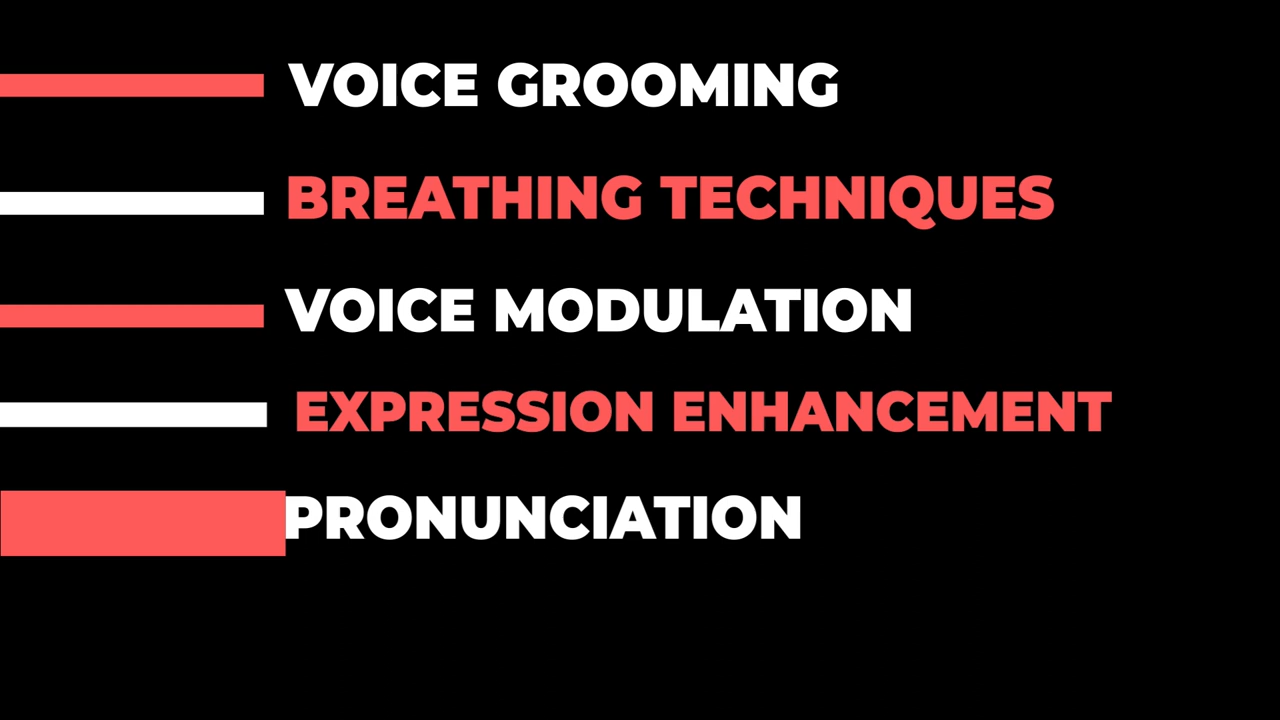 VOICE GROOMING
BREATHING TECHNIQUES
VOICE MODULATION
EXPRESSION ENHANCEMENT
PRONUNCIATION